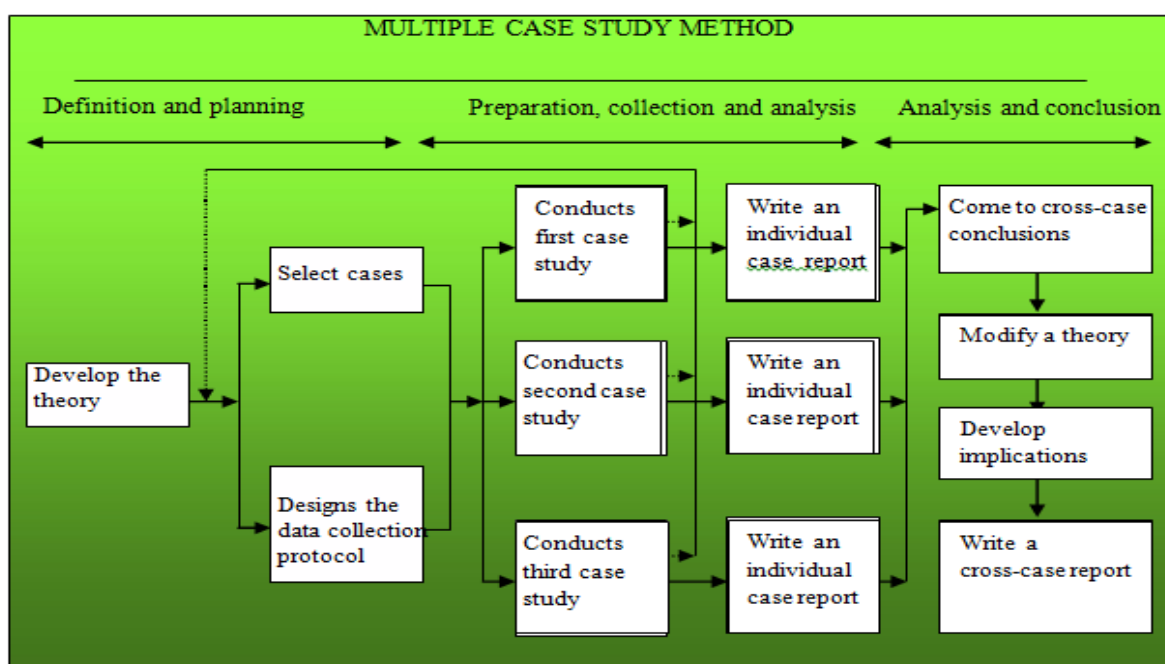 MULTIPLE CASE STUDY METHOD
Definition and planning
Preparation, collection and analysis
Analysis and conclusion
Develop the
theory
Select cases
Designs the
data collection
protocol
Conducts
first case
study
Conducts
second case
study
Conducts
third case
study
Write an
individual
case report
Write an
individual
case report
Write an
individual
case report
Come to cross-case
conclusions
Modify a theory
Develop
implications
Write a
cross-case report